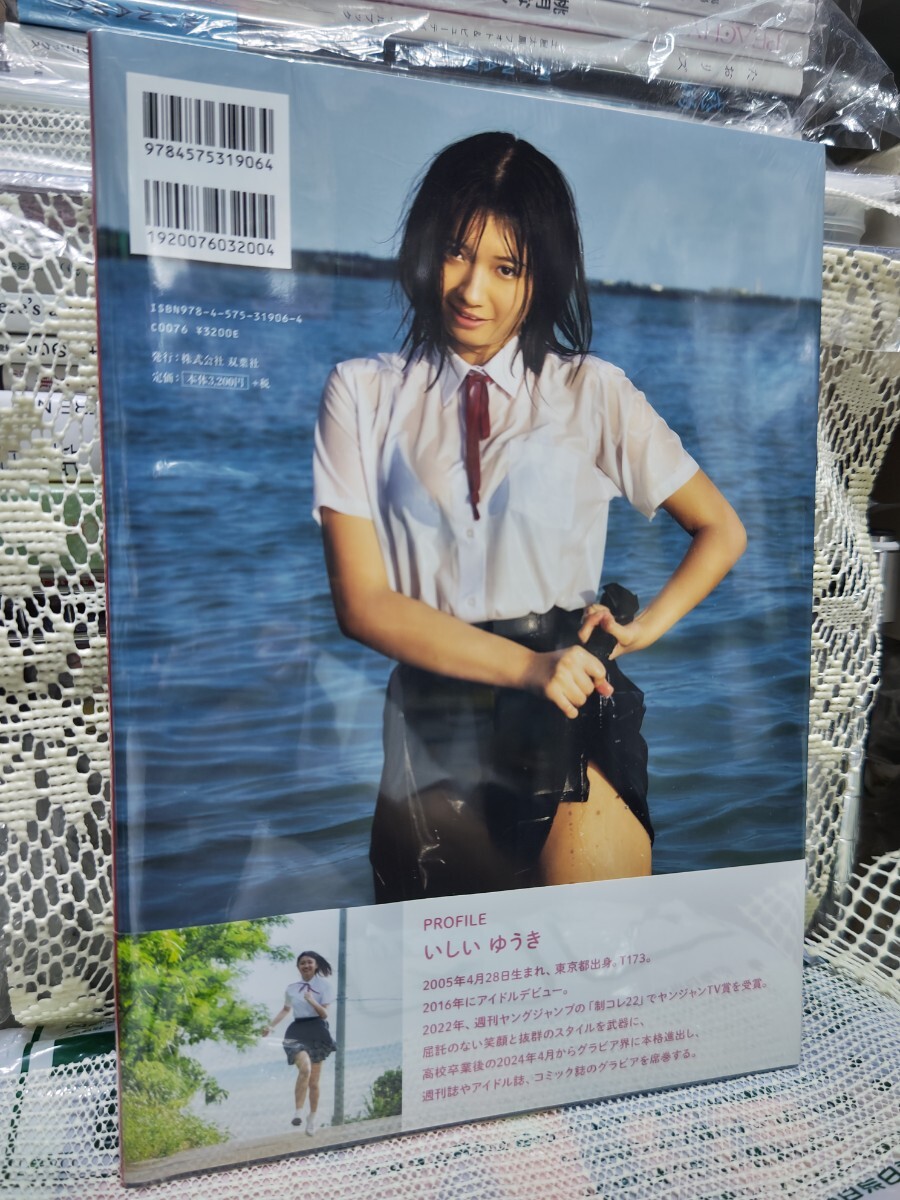 9784575319064
1920076032004
ISBN978-4-575-31906-4
C0076 ¥3200E
発行：株式会社 双葉社
定価： 本体3,200円 +税
PROFILE
いしい ゆうき
2005年4月28日生まれ、東京都出身。T173。
2016年にアイドルデビュー。
2022年、週刊ヤングジャンプの「制コレ22」でヤンジャンTV賞を受賞。
屈託のない笑顔と抜群のスタイルを武器に、
高校卒業後の2024年4月からグラビア界に本格進出し、
週刊誌やアイドル誌、コミック誌のグラビアを席巻する。